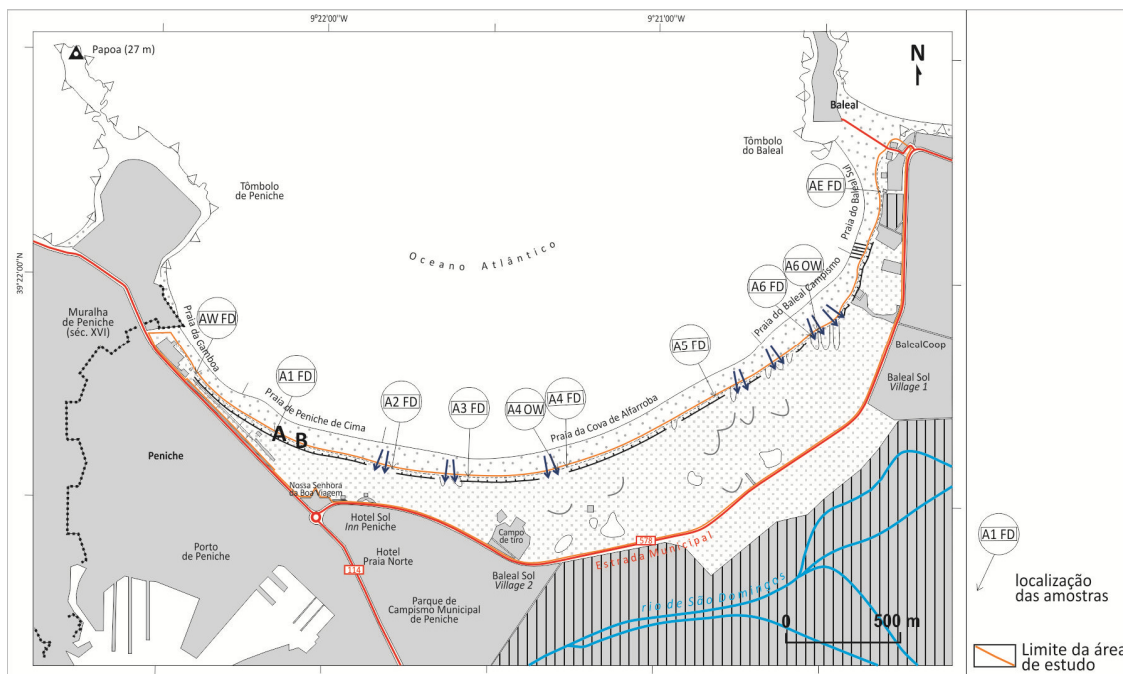 9°22'00"W
9°21'00"W
Papoa (27 m)
N
Baleal
Tômbolo
do Baleal
Tômbolo
de Peniche
AE FD
Praia do Baleal Sul
Oceano Atlântico
39°22'00"N
A6 OW
A6 FD
Praia do Baleal Campismo
Muralha
de Peniche
(séc. XVI)
Praia da Gamboa
AW FD
BalealCoop
A5 FD
A1 FD
Baleal Sol
Village 1
Praia de Peniche de Cima
A2 FD
A3 FD
A4 OW
A4 FD
Praia da Cova de Alfarroba
A B
Peniche
Nossa Senhora
da Boa Viagem
Hotel Sol
Inn Peniche
Campo
de tiro
Porto
de Peniche
Hotel
Praia Norte
578
Estrada Municipal
114
Baleal Sol
Village 2
Parque de
Campismo Municipal
de Peniche
rio de São Domingos
0 500 m
A1 FD
localização
das amóstras
Limite da área
de estudo